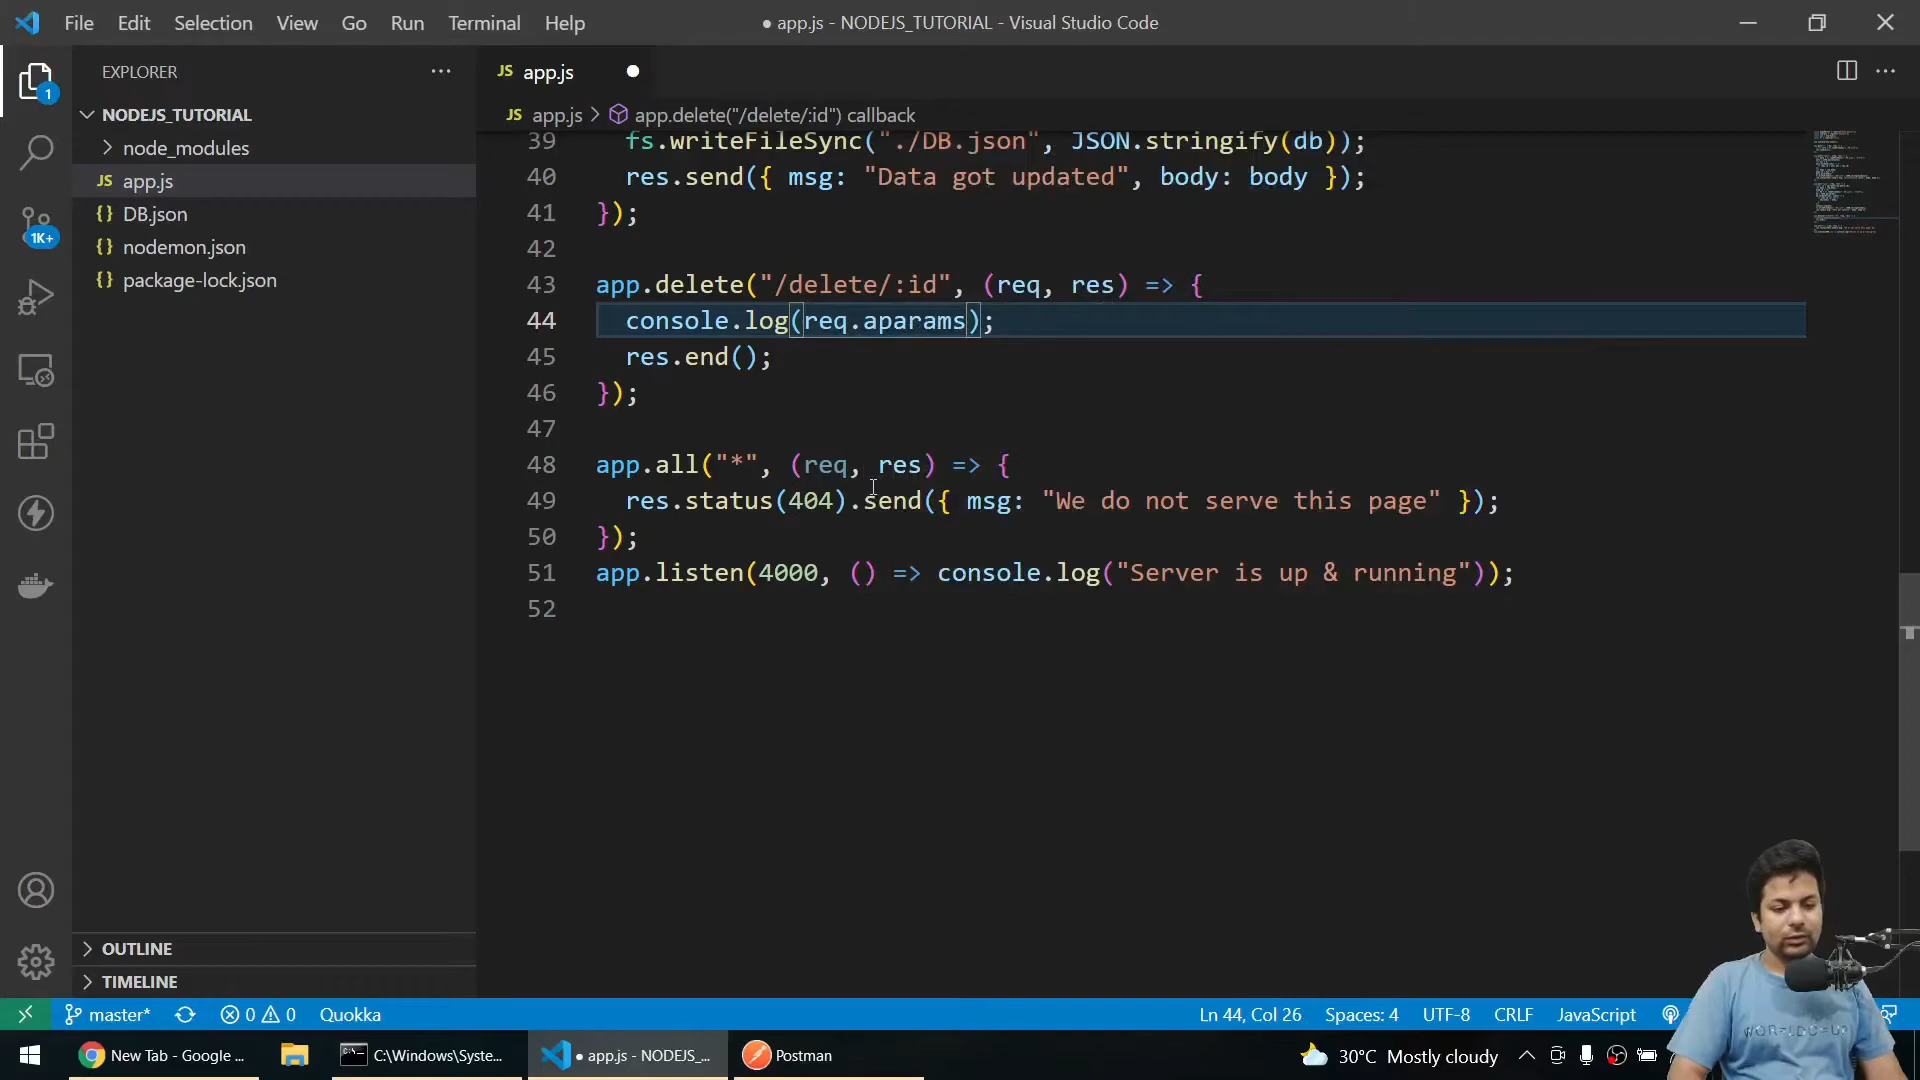 File Edit Selection View Go Run Terminal Help
● app.js - NODEJS_TUTORIAL - Visual Studio Code
EXPLORER
1
NODEJS_TUTORIAL
node_modules
JS app.js
{} DB.json
{} nodemon.json
{} package-lock.json
1K+
OUTLINE
TIMELINE
JS app.js
JS app.js > app.delete("/delete/:id") callback
39 fs.writeFileSync("./DB.json", JSON.stringify(db));
40 res.send({ msg: "Data got updated", body: body });
41 });
42
43 app.delete("/delete/:id", (req, res) => {
44 console.log(req.aparams);
45 res.end();
46 });
47
48 app.all("*", (req, res) => {
49 res.status(404).send({ msg: "We do not serve this page" });
50 });
51 app.listen(4000, () => console.log("Server is up & running"));
52
master* 0 0 Quokka
Ln 44, Col 26 Spaces: 4 UTF-8 CRLF JavaScript
New Tab - Google ...
C:\Windows\Syste...
● app.js - NODEJS_...
Postman
30°C Mostly cloudy